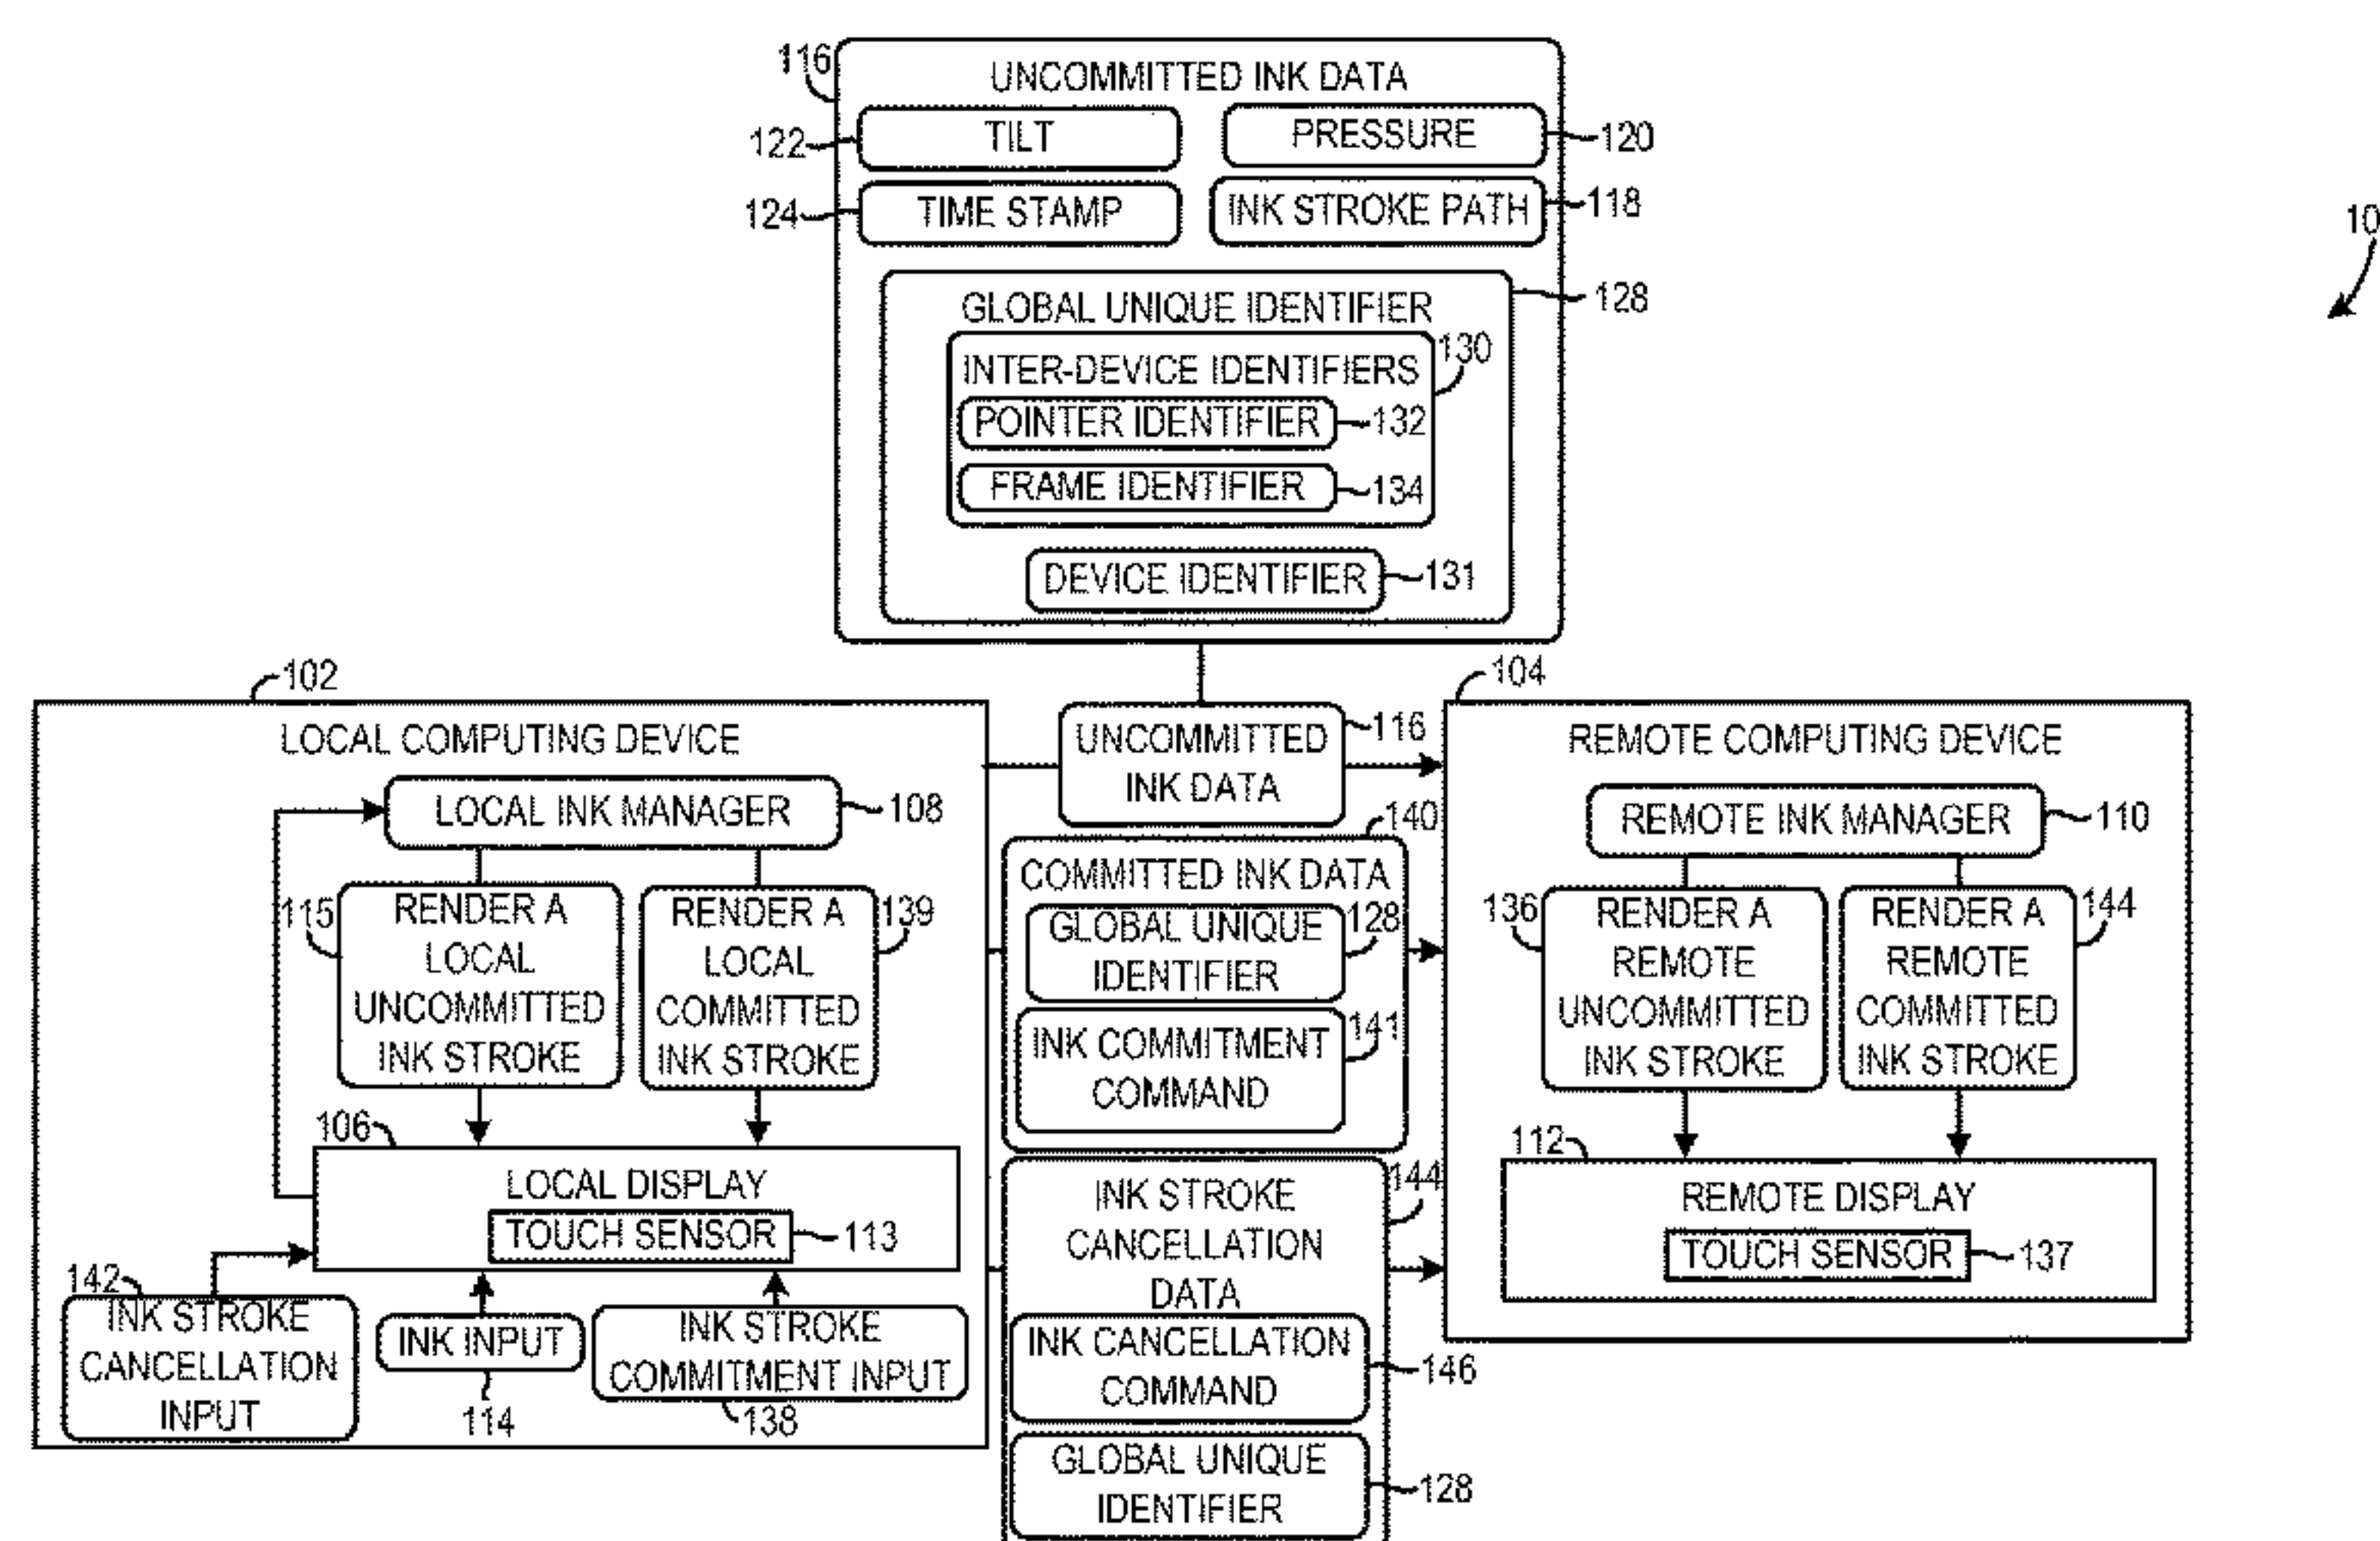 116
UNCOMMITTED INK DATA
122
TILT
PRESSURE
120
124
TIME STAMP
INK STROKE PATH
118
10
GLOBAL UNIQUE IDENTIFIER
128
INTER-DEVICE IDENTIFIERS
130
POINTER IDENTIFIER
132
FRAME IDENTIFIER
134
DEVICE IDENTIFIER
131
102
LOCAL COMPUTING DEVICE
LOCAL INK MANAGER
108
115
RENDER A
LOCAL
UNCOMMITTED
INK STROKE
RENDER A
LOCAL
COMMITTED
INK STROKE
139
106
LOCAL DISPLAY
TOUCH SENSOR
113
142
INK STROKE
CANCELLATION
INPUT
INK INPUT
114
INK STROKE
COMMITMENT INPUT
138
UNCOMMITTED
INK DATA
116
140
COMMITTED INK DATA
GLOBAL UNIQUE
IDENTIFIER
128
INK COMMITMENT
COMMAND
141
INK STROKE
CANCELLATION
DATA
144
INK CANCELLATION
COMMAND
146
GLOBAL UNIQUE
IDENTIFIER
128
104
REMOTE COMPUTING DEVICE
REMOTE INK MANAGER
110
136
RENDER A
REMOTE
UNCOMMITTED
INK STROKE
RENDER A
REMOTE
COMMITTED
INK STROKE
144
112
REMOTE DISPLAY
TOUCH SENSOR
137